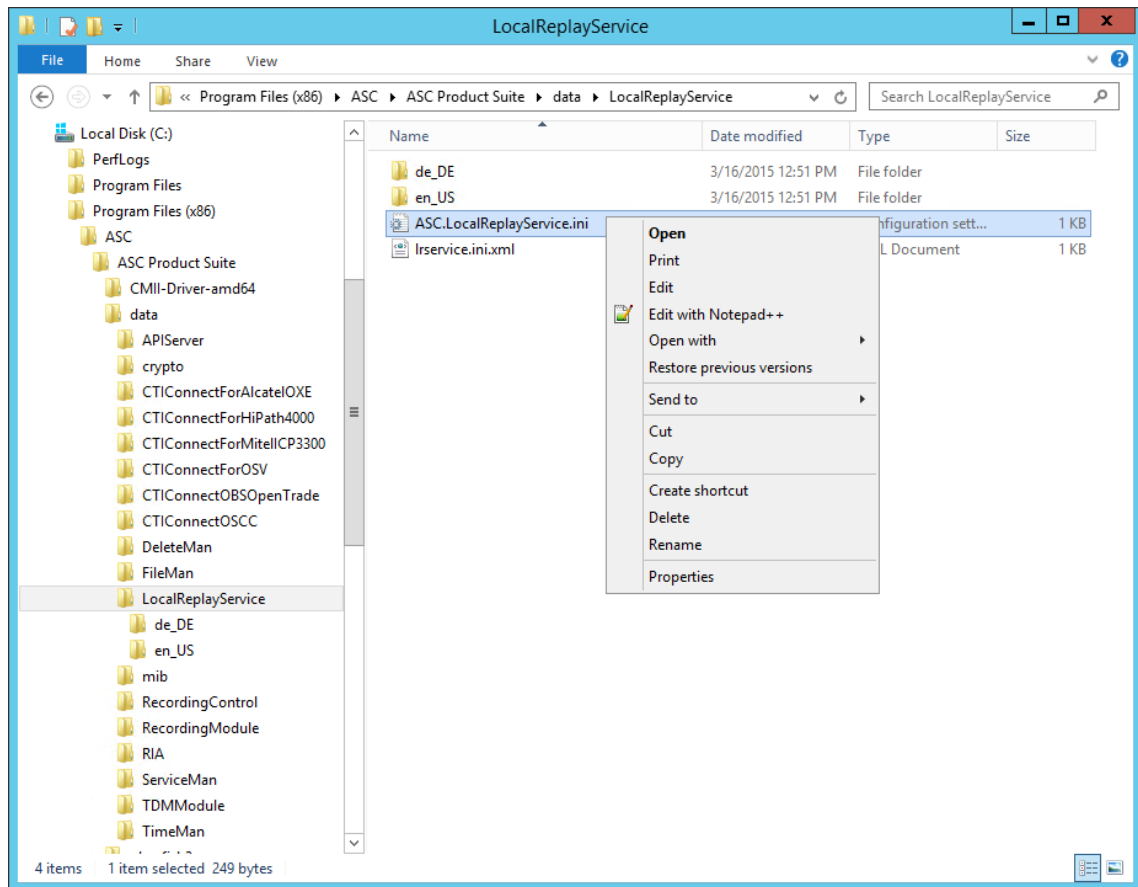 LocalReplayService
File Home Share View
« Program Files (x86) ASC ASC Product Suite data LocalReplayService Search LocalReplayService
Local Disk (C:)
PerfLogs
Program Files
Program Files (x86)
ASC
ASC Product Suite
CMII-Driver-amd64
data
APIServer
crypto
CTIConnectForAlcatelOXE
CTIConnectForHiPath4000
CTIConnectForMitelICP3300
CTIConnectForOSV
CTIConnectOBSOpenTrade
CTIConnectOSCC
DeleteMan
FileMan
LocalReplayService
de_DE
en_US
mib
RecordingControl
RecordingModule
RIA
ServiceMan
TDMModule
TimeMan
Name Date modified Type Size
de_DE 3/16/2015 12:51 PM File folder
en_US 3/16/2015 12:51 PM File folder
ASC.LocalReplayService.ini nfiguration sett... 1 KB
lrservice.ini.xml L Document 1 KB
Open
Print
Edit
Edit with Notepad++
Open with
Restore previous versions
Send to
Cut
Copy
Create shortcut
Delete
Rename
Properties
4 items 1 item selected 249 bytes